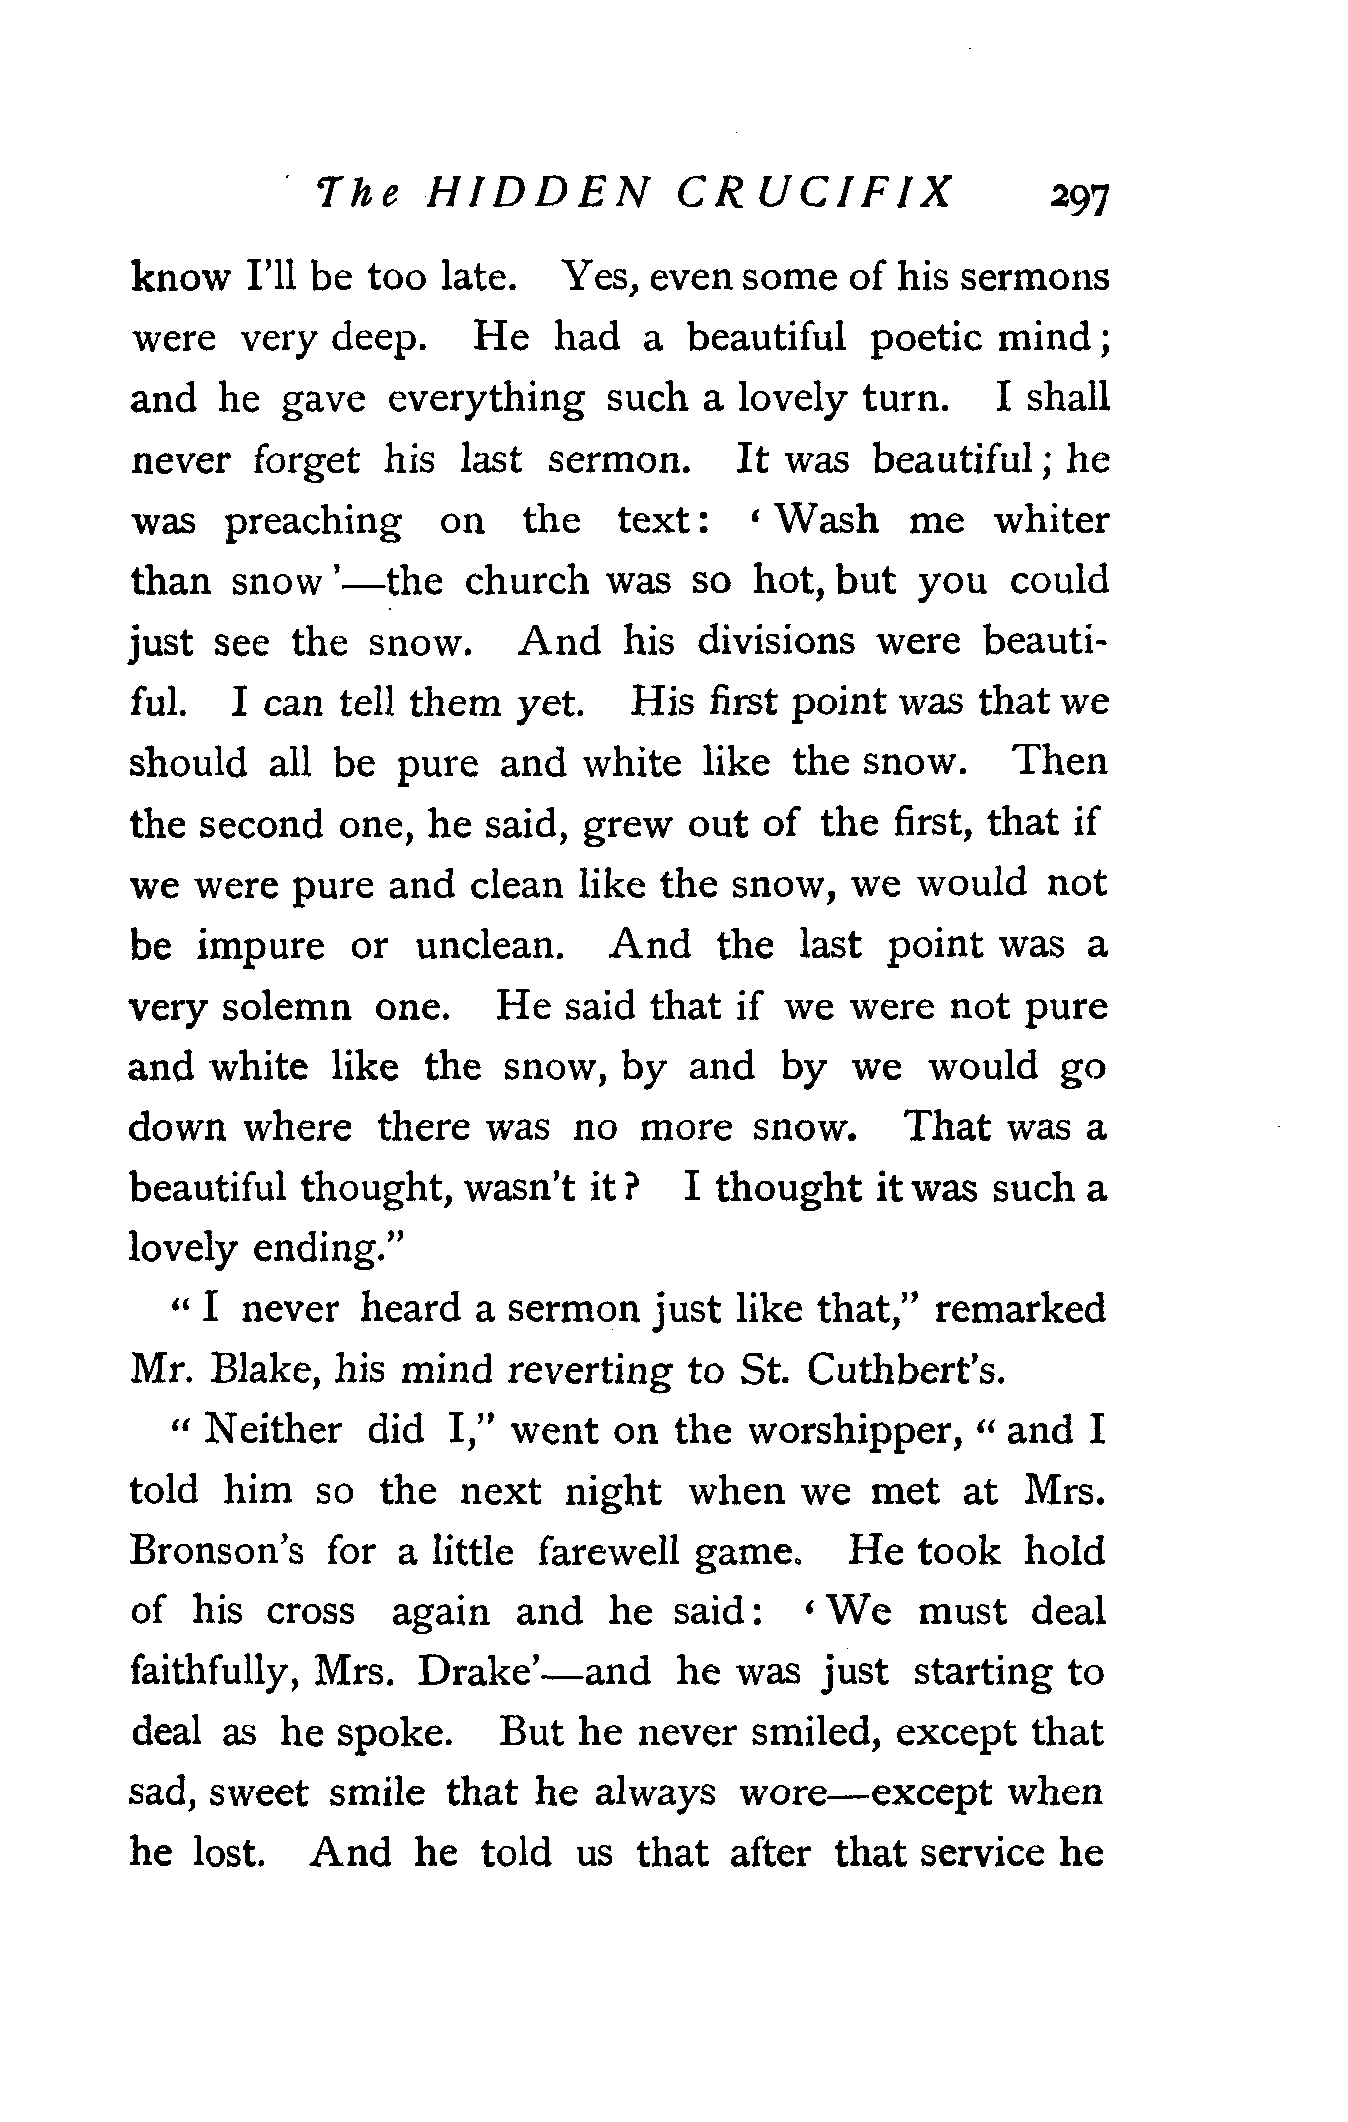 The HIDDEN CRUCIFIX 297
know I'll be too late. Yes, even some of his sermons
were very deep. He had a beautiful poetic mind;
and he gave everything such a lovely turn. I shall
never forget his last sermon. It was beautiful; he
was preaching on the text: ‘Wash me whiter
than snow’—the church was so hot, but you could
just see the snow. And his divisions were beauti-
ful. I can tell them yet. His first point was that we
should all be pure and white like the snow. Then
the second one, he said, grew out of the first, that if
we were pure and clean like the snow, we would not
be impure or unclean. And the last point was a
very solemn one. He said that if we were not pure
and white like the snow, by and by we would go
down where there was no more snow. That was a
beautiful thought, wasn't it? I thought it was such a
lovely ending.”
“I never heard a sermon just like that,” remarked
Mr. Blake, his mind reverting to St. Cuthbert's.
“Neither did I,” went on the worshipper, “and I
told him so the next night when we met at Mrs.
Bronson's for a little farewell game. He took hold
of his cross again and he said: ‘We must deal
faithfully, Mrs. Drake’—and he was just starting to
deal as he spoke. But he never smiled, except that
sad, sweet smile that he always wore—except when
he lost. And he told us that after that service he